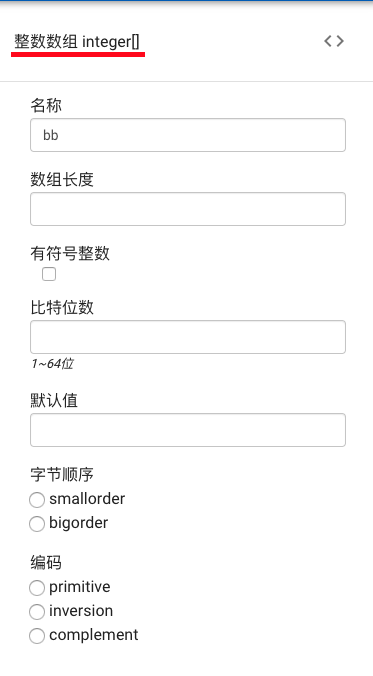 整数数组 integer[]
名称
bb
数组长度
有符号整数
比特位数
1~64位
默认值
字节顺序
smallorder
bigorder
编码
primitive
inversion
complement